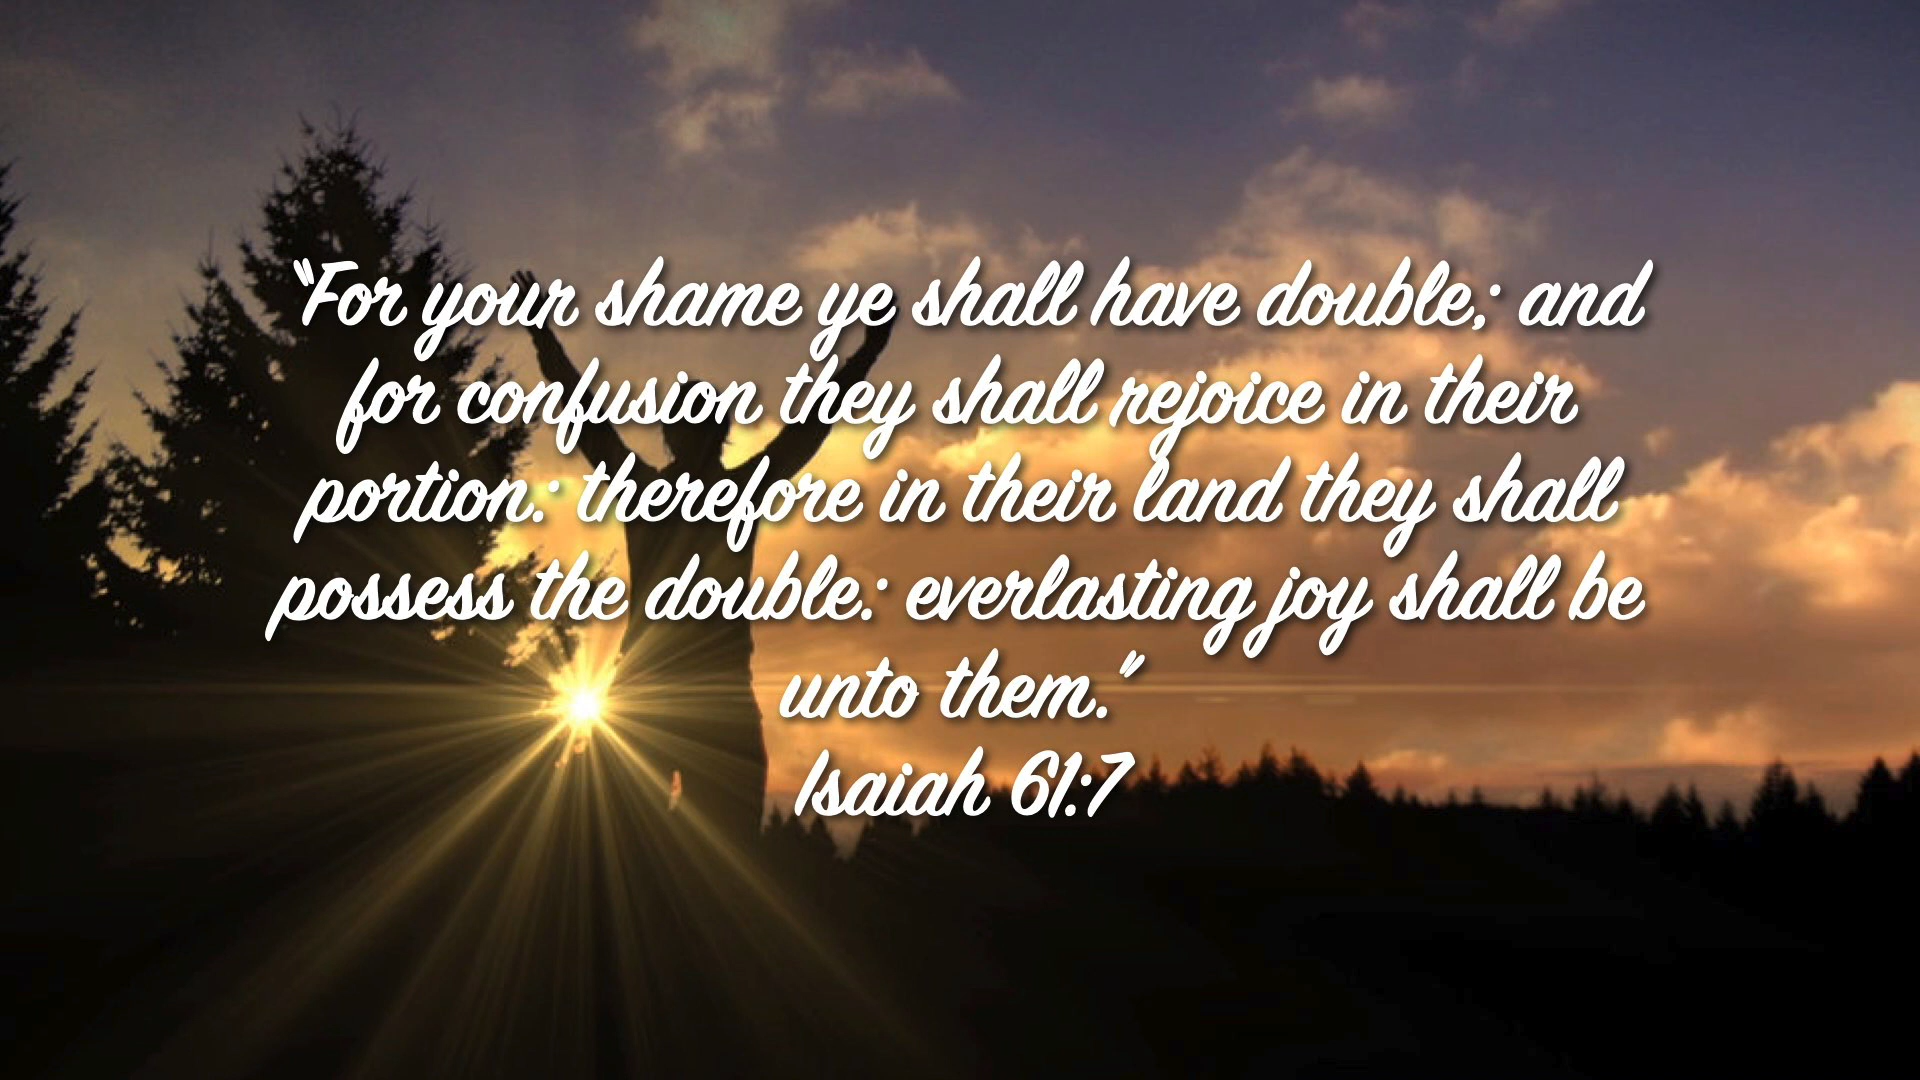 "For your shame ye shall have double; and
for confusion they shall rejoice in their
portion: therefore in their land they shall
possess the double: everlasting joy shall be
unto them."
Isaiah 61:7